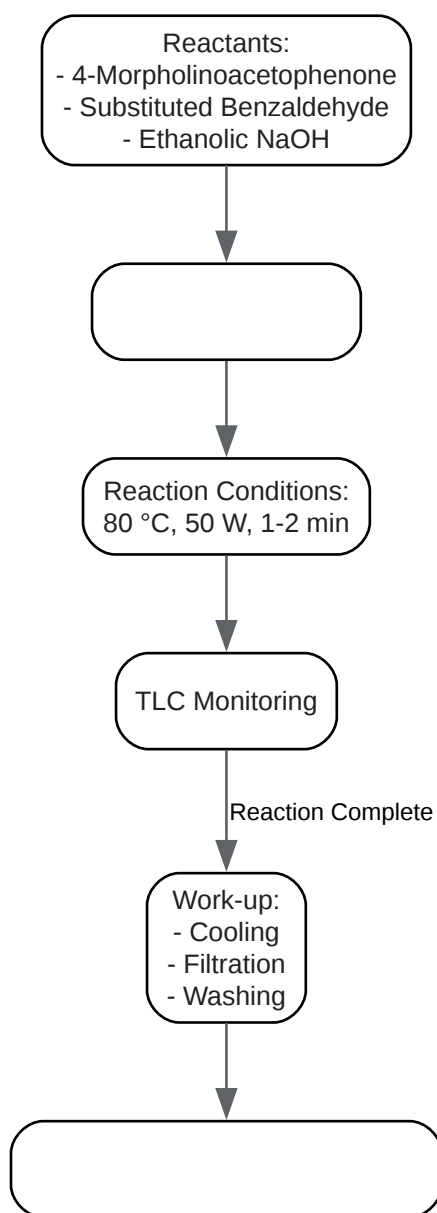 Reactants:
- 4-Morpholinoacetophenone
- Substituted Benzaldehyde
- Ethanolic NaOH
Reaction Conditions:
80 °C, 50 W, 1-2 min
TLC Monitoring
Reaction Complete
Work-up:
- Cooling
- Filtration
- Washing